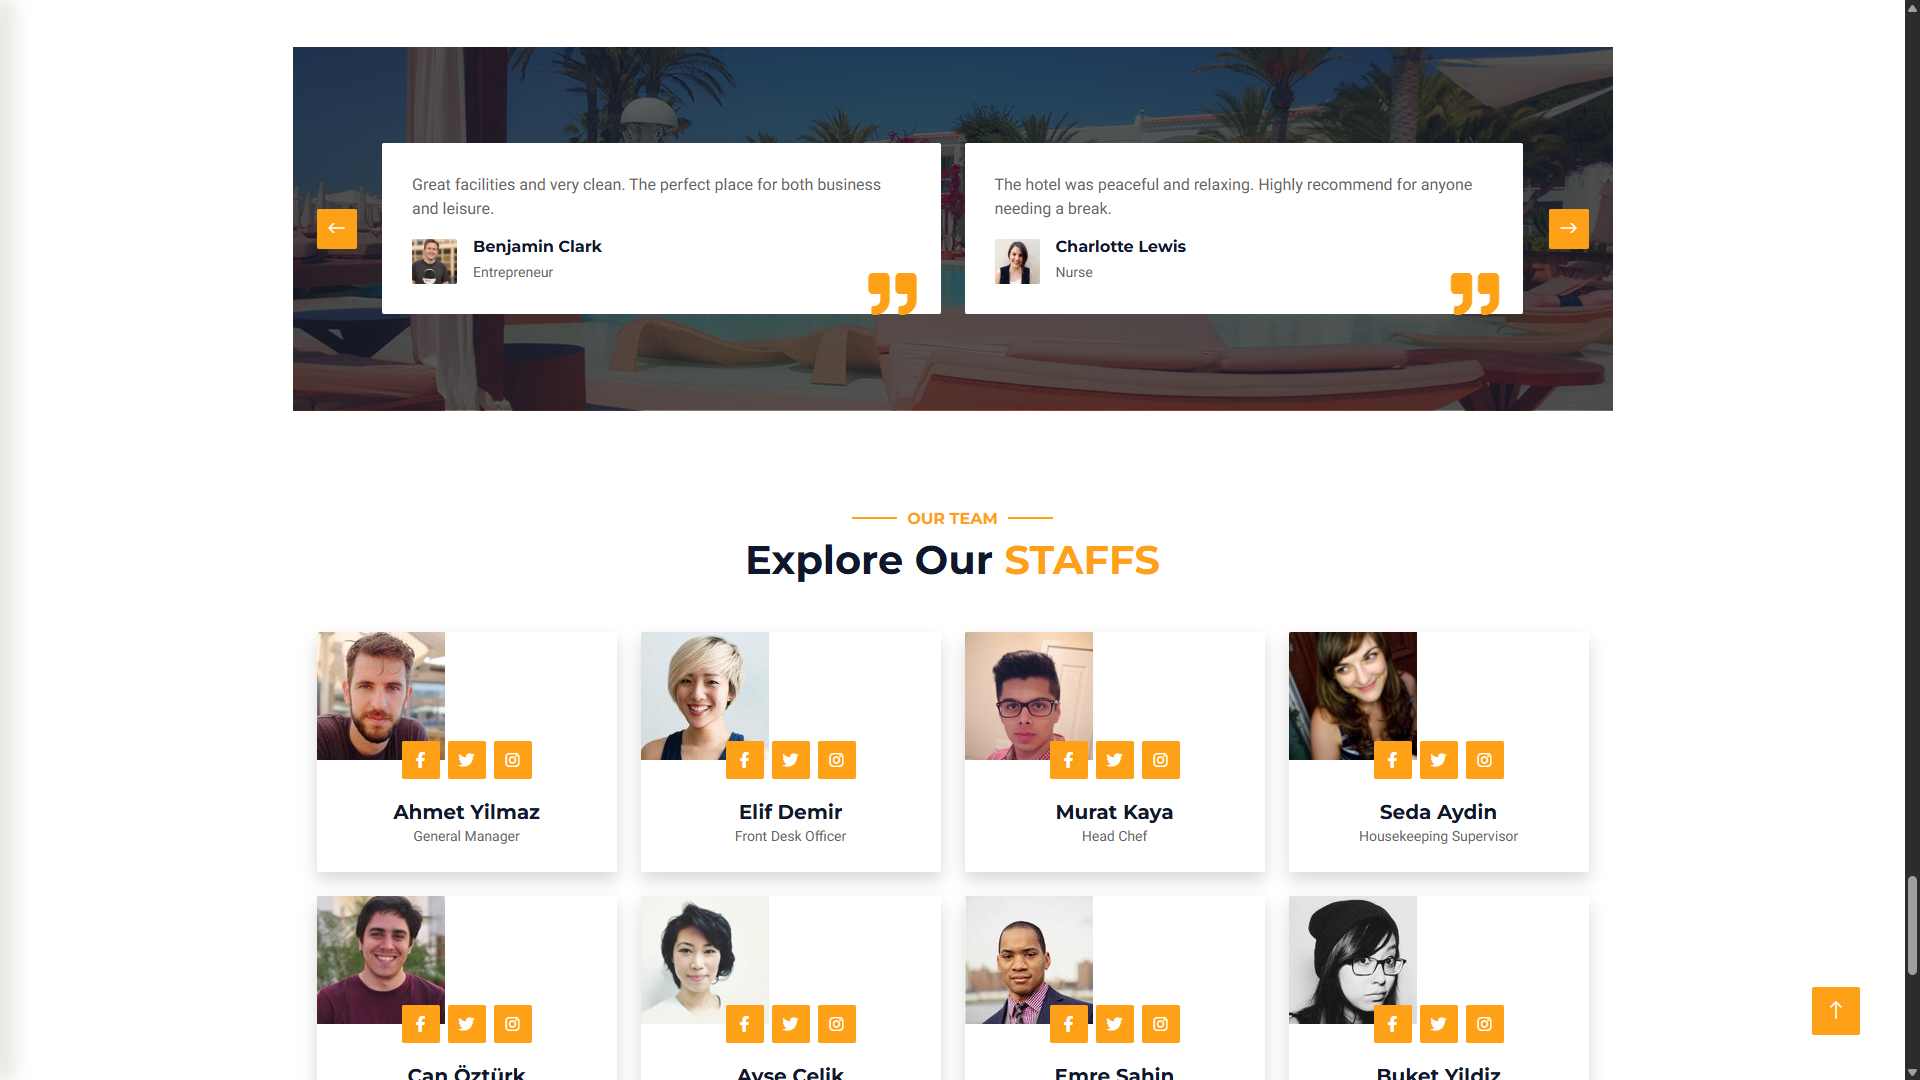 Great facilities and very clean. The perfect place for both business
and leisure.
Benjamin Clark
Entrepreneur
The hotel was peaceful and relaxing. Highly recommend for anyone
needing a break.
Charlotte Lewis
Nurse
OUR TEAM
Explore Our STAFFS
Ahmet Yilmaz
General Manager
Elif Demir
Front Desk Officer
Murat Kaya
Head Chef
Seda Aydin
Housekeeping Supervisor
Can Öztürk
Ayse Celik
Emre Sahin
Buket Yildiz